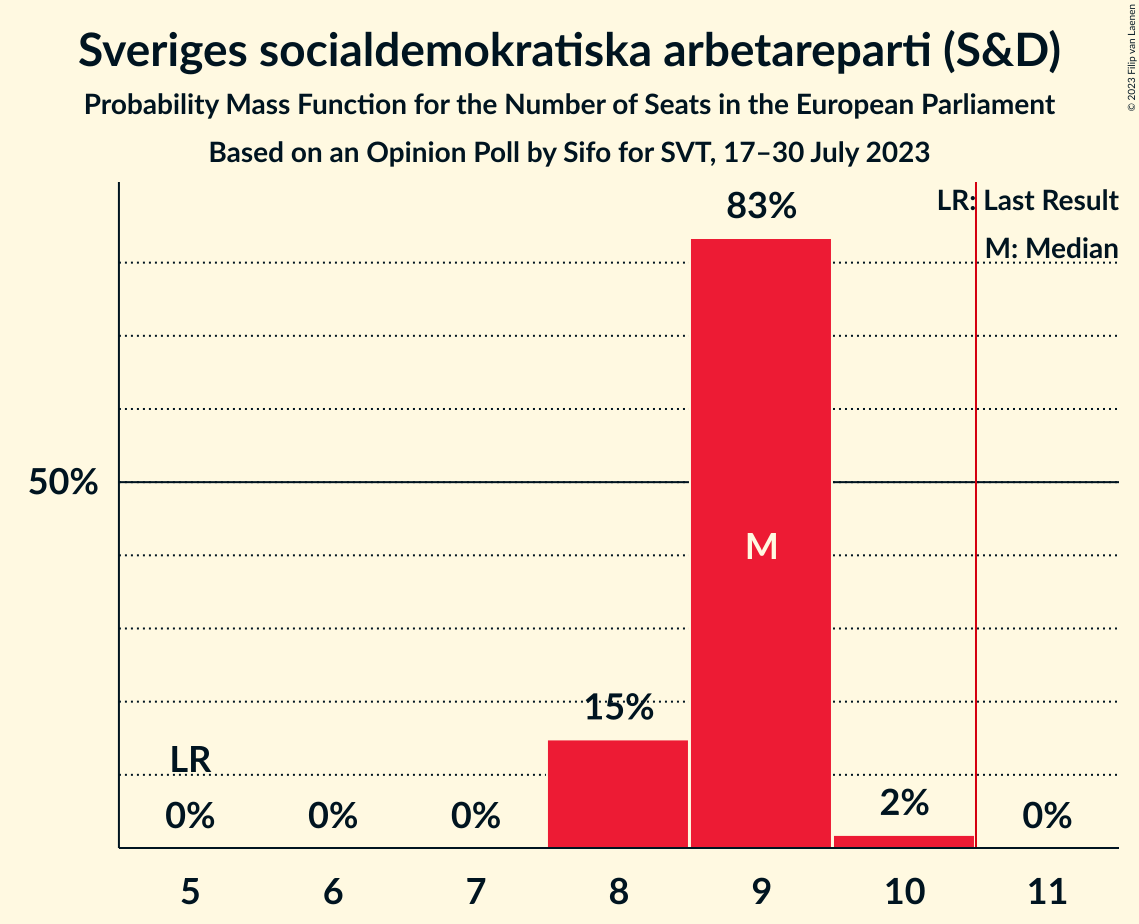 Sveriges socialdemokratiska arbetareparti (S&D)
Probability Mass Function for the Number of Seats in the European Parliament
Based on an Opinion Poll by Sifo for SVT, 17–30 July 2023
© 2023 Filip van Laenen
LR: Last Result
M: Median
83%
50%
M
15%
LR
0%
0%
0%
2%
0%
5
6
7
8
9
10
11